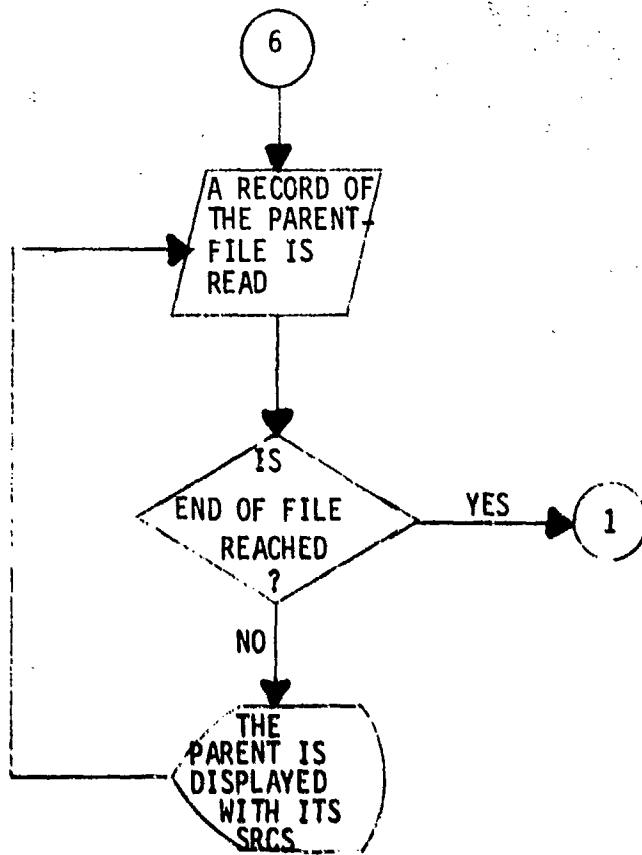 6
A RECORD OF
THE PARENT-
FILE IS
READ
IS
END OF FILE
REACHED
?
YES
1
NO
THE
PARENT IS
DISPLAYED
WITH ITS
SRCS